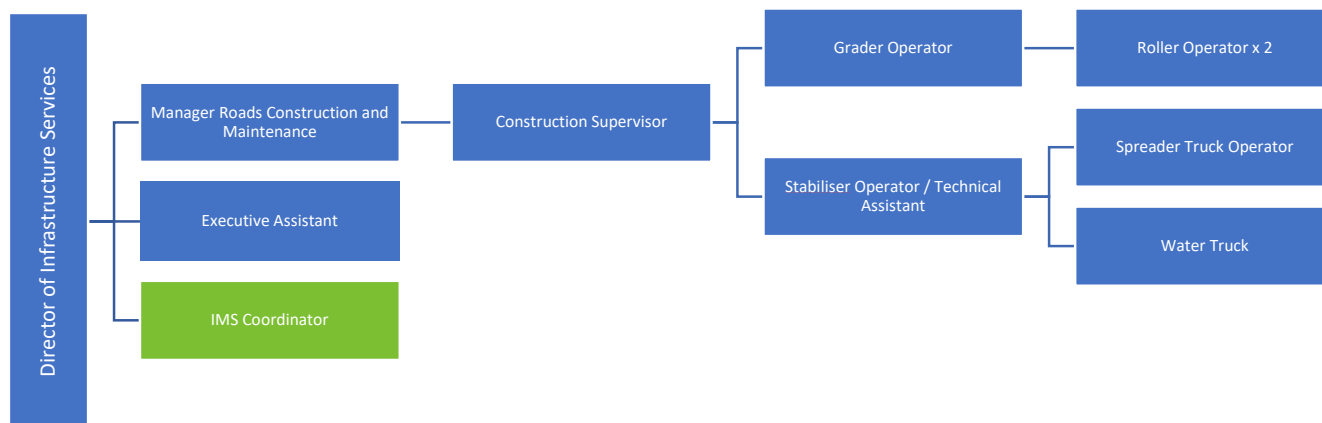 Director of Infrastructure Services
Manager Roads Construction and
Maintenance
Executive Assistant
IMS Coordinator
Construction Supervisor
Grader Operator
Stabiliser Operator / Technical
Assistant
Roller Operator x 2
Spreader Truck Operator
Water Truck